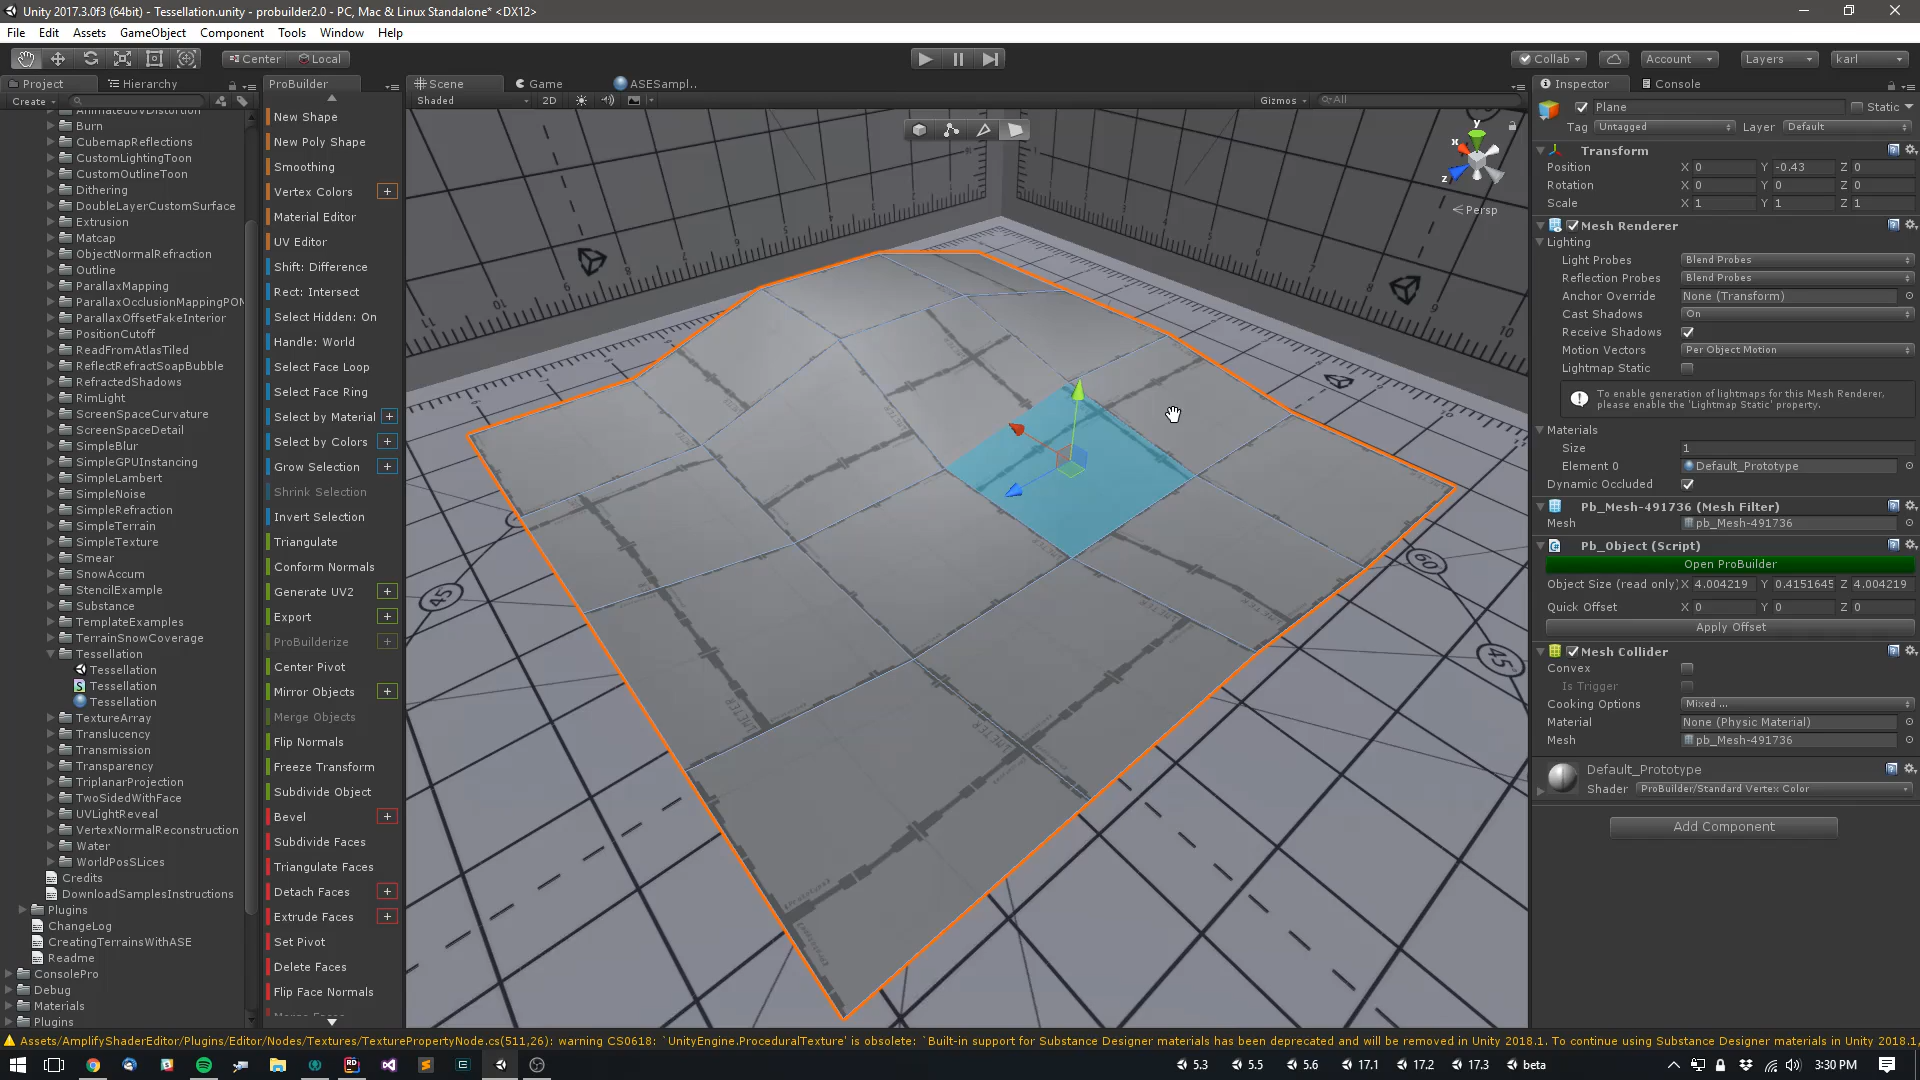 Unity 2017.3.0f3 (64bit) - Tessellation.unity - probuilder2.0 - PC, Mac & Linux Standalone* <DX12>
File Edit Assets GameObject Component Tools Window Help
Center Local
Collab Account Layers karl
Project Hierarchy
Create
AnimatedUVDistortion
Burn
CubemapReflections
CustomLightingToon
CustomOutlineToon
Dithering
DoubleLayerCustomSurface
Extrusion
Matcap
ObjectNormalRefraction
Outline
ParallaxMapping
ParallaxOcclusionMappingPOM
ParallaxOffsetFakeInterior
PositionCutoff
ReadFromAtlasTiled
ReflectRefractSoapBubble
RefractedShadows
RimLight
ScreenSpaceCurvature
ScreenSpaceDetail
SimpleBlur
SimpleGPUInstancing
SimpleLambert
SimpleNoise
SimpleRefraction
SimpleTerrain
SimpleTexture
Smear
SnowAccum
StencilExample
Substance
TemplateExamples
TerrainSnowCoverage
Tessellation
Tessellation
Tessellation
Tessellation
TextureArray
Translucency
Transmission
Transparency
TriplanarProjection
TwoSidedWithFace
UVLightReveal
VertexNormalReconstruction
Water
WorldPosSLices
Credits
DownloadSamplesInstructions
Plugins
ChangeLog
CreatingTerrainsWithASE
Readme
ConsolePro
Debug
Materials
Plugins
ProBuilder
New Shape
New Poly Shape
Smoothing
Vertex Colors +
Material Editor
UV Editor
Shift: Difference
Rect: Intersect
Select Hidden: On
Handle: World
Select Face Loop
Select Face Ring
Select by Material +
Select by Colors +
Grow Selection +
Shrink Selection
Invert Selection
Triangulate
Conform Normals
Generate UV2 +
Export +
ProBuilderize +
Center Pivot
Mirror Objects +
Merge Objects
Flip Normals
Freeze Transform
Subdivide Object
Bevel +
Subdivide Faces
Triangulate Faces
Detach Faces +
Extrude Faces +
Set Pivot
Delete Faces
Flip Face Normals
Scene Game ASESampl..
Shaded 2D Gizmos All
y
x
z
Persp
45
60
45°
METER
Inspector Console
Plane Static
Tag Untagged Layer Default
Transform
Position X 0 Y -0.43 Z 0
Rotation X 0 Y 0 Z 0
Scale X 1 Y 1 Z 1
Mesh Renderer
Lighting
Light Probes Blend Probes
Reflection Probes Blend Probes
Anchor Override None (Transform)
Cast Shadows On
Receive Shadows
Motion Vectors Per Object Motion
Lightmap Static
To enable generation of lightmaps for this Mesh Renderer,
please enable the 'Lightmap Static' property.
Materials
Size 1
Element 0 Default_Prototype
Dynamic Occluded
Pb_Mesh-491736 (Mesh Filter)
Mesh pb_Mesh-491736
Pb_Object (Script)
Open ProBuilder
Object Size (read only) X 4.004219 Y 0.4151645 Z 4.004219
Quick Offset X 0 Y 0 Z 0
Apply Offset
Mesh Collider
Convex
Is Trigger
Cooking Options Mixed ...
Material None (Physic Material)
Mesh pb_Mesh-491736
Default_Prototype
Shader ProBuilder/Standard Vertex Color
Add Component
Assets/AmplifyShaderEditor/Plugins/Editor/Nodes/Textures/TexturePropertyNode.cs(511,26): warning CS0618: `UnityEngine.ProceduralTexture' is obsolete: `Built-in support for Substance Designer materials has been deprecated and will be removed in Unity 2018.1. To continue using Substance Designer materials in Unity 2018.1,
5.3 5.5 5.6 17.1 17.2 17.3 beta 3:30 PM